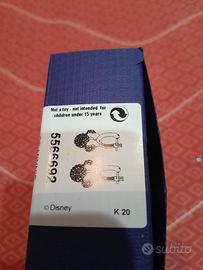 Not a toy - not intended for
children under 15 years
5566692
© Disney
K 20
subito